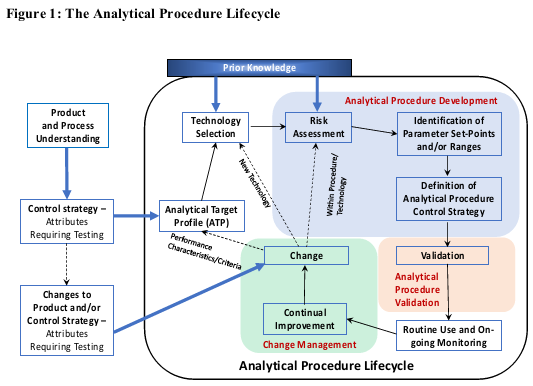 Figure 1: The Analytical Procedure Lifecycle
Prior Knowledge
Analytical Procedure Development
Product
and Process
Understanding
Technology
Selection
Risk
Assessment
Identification of
Parameter Set-Points
and/or Ranges
New Technology
Within Procedure/
Technology
Control strategy –
Attributes
Requiring Testing
Analytical Target
Profile (ATP)
Definition of
Analytical Procedure
Control Strategy
Performance
Characteristics/Criteria
Change
Validation
Analytical
Procedure
Validation
Changes to
Product and/or
Control Strategy –
Attributes
Requiring Testing
Continual
Improvement
Change Management
Routine Use and On-
going Monitoring
Analytical Procedure Lifecycle